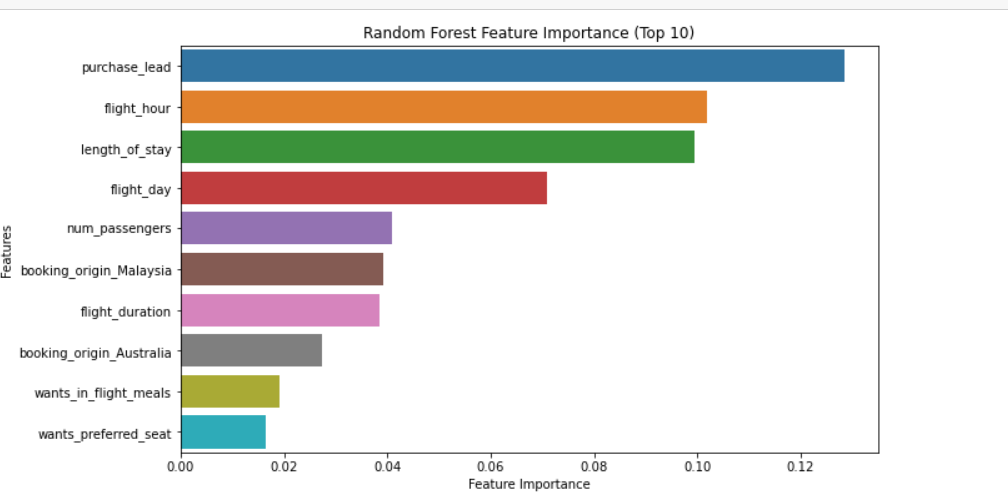 Random Forest Feature Importance (Top 10)
purchase_lead
flight_hour
length_of_stay
flight_day
num_passengers
Features
booking_origin_Malaysia
flight_duration
booking_origin_Australia
wants_in_flight_meals
wants_preferred_seat
0.00 0.02 0.04 0.06 0.08 0.10 0.12
Feature Importance